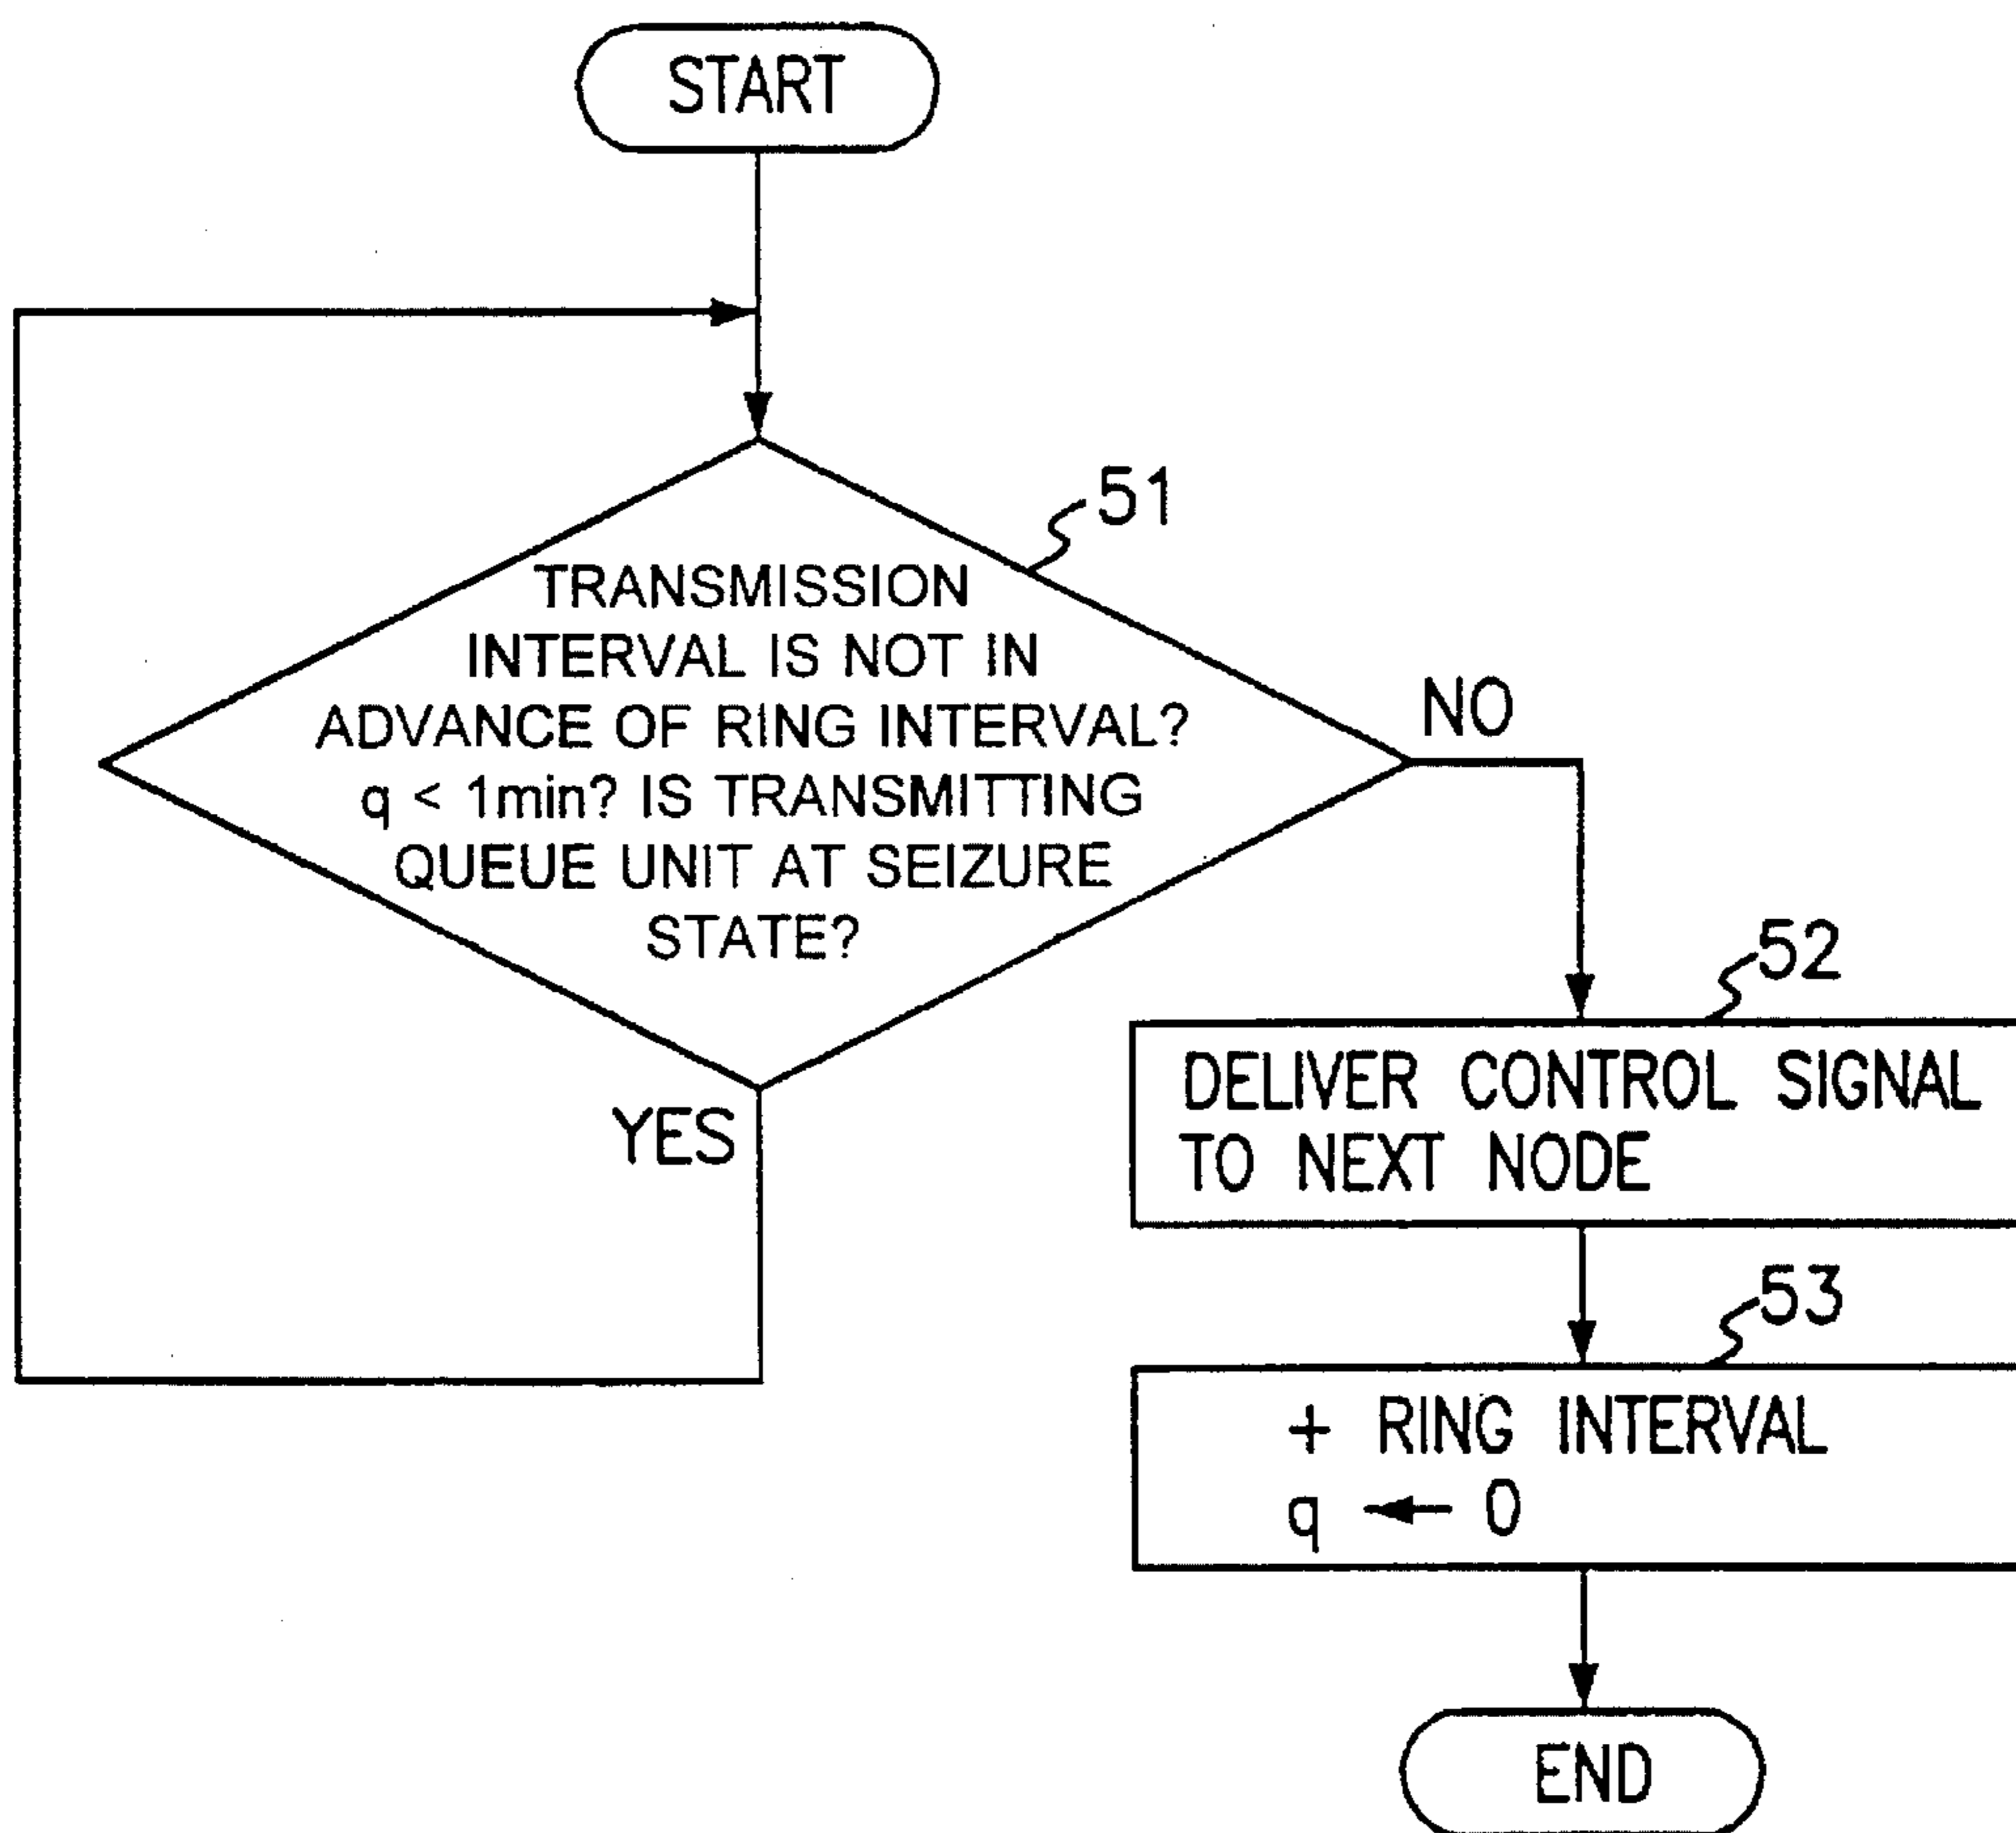 START
51
TRANSMISSION
INTERVAL IS NOT IN
ADVANCE OF RING INTERVAL?
q < 1min? IS TRANSMITTING
QUEUE UNIT AT SEIZURE
STATE?
NO
YES
52
DELIVER CONTROL SIGNAL
TO NEXT NODE
53
+ RING INTERVAL
q ← 0
END